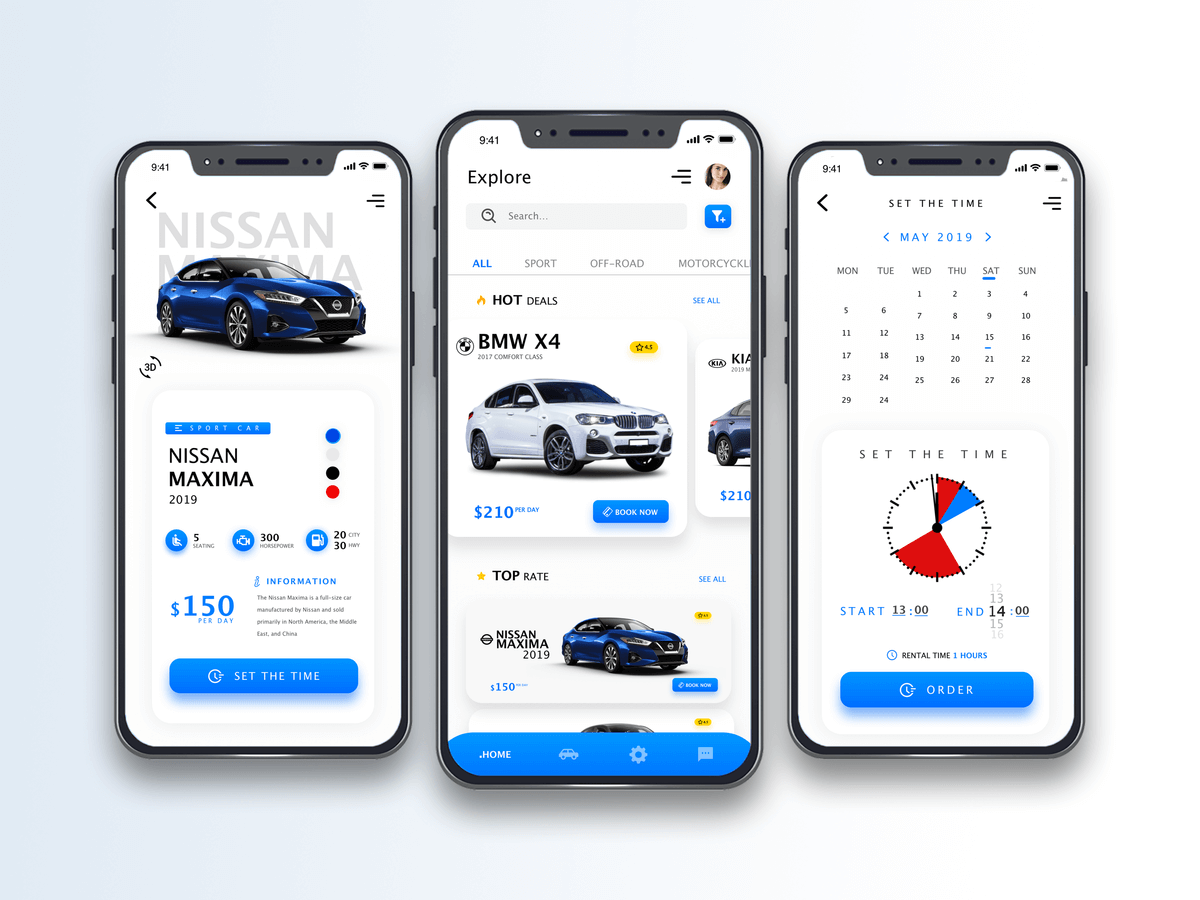 9:41
NISSAN
MAXIMA
3D
SPORT CAR
NISSAN
MAXIMA
2019
5 SEATING
300 HORSEPOWER
20 CITY
30 HWY
$150 PER DAY
INFORMATION
The Nissan Maxima is a full-size car
manufactured by Nissan and sold
primarily in North America, the Middle
East, and China
SET THE TIME
9:41
Explore
Search...
ALL SPORT OFF-ROAD MOTORCYCKL
HOT DEALS SEE ALL
BMW X4
2017 COMFORT CLASS
4.5
$210 PER DAY
BOOK NOW
KIA
KIA
2019 M
$210
TOP RATE SEE ALL
NISSAN
MAXIMA
2019
$150 PER DAY
BOOK NOW
.HOME
9:41
SET THE TIME
< MAY 2019 >
MON TUE WED THU SAT SUN
1 2 3 4
5 6 7 8 9 10
11 12 13 14 15 16
17 18 19 20 21 22
23 24 25 26 27 28
29 24
SET THE TIME
12
13
START 13:00 END 14:00
15
16
RENTAL TIME 1 HOURS
ORDER